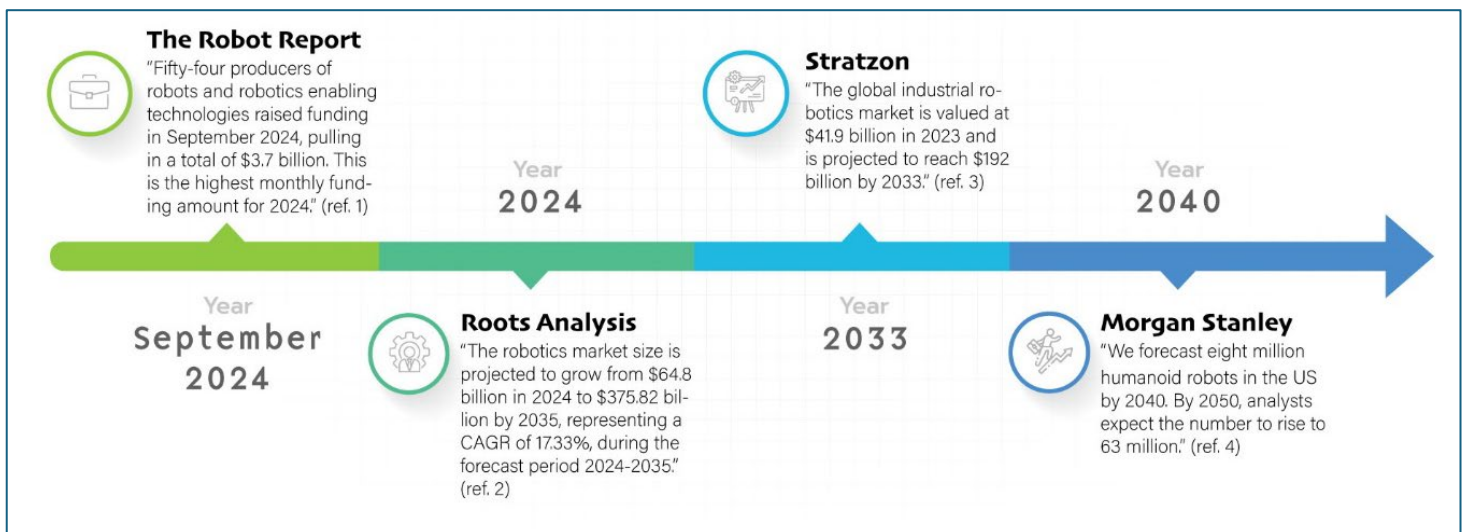 The Robot Report
"Fifty-four producers of
robots and robotics enabling
technologies raised funding
in September 2024, pulling
in a total of $3.7 billion. This
is the highest monthly fund-
ing amount for 2024." (ref. 1)
Year
September
2024
Year
2024
Roots Analysis
"The robotics market size is
projected to grow from $64.8
billion in 2024 to $375.82 bil-
lion by 2035, representing a
CAGR of 17.33%, during the
forecast period 2024-2035."
(ref. 2)
Stratzon
"The global industrial ro-
botics market is valued at
$41.9 billion in 2023 and
is projected to reach $192
billion by 2033." (ref. 3)
Year
2033
Year
2040
Morgan Stanley
"We forecast eight million
humanoid robots in the US
by 2040. By 2050, analysts
expect the number to rise to
63 million." (ref. 4)